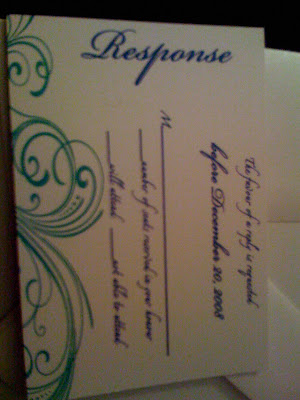 Response
The favour of a reply is requested
before December 20, 2008
M
number of seats reserved in your honour
will attend not able to attend